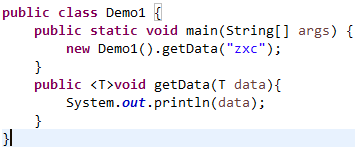 public class Demo1 {
    public static void main(String[] args) {
        new Demo1().getData("zxc");
    }
    public <T>void getData(T data){
        System.out.println(data);
    }
}